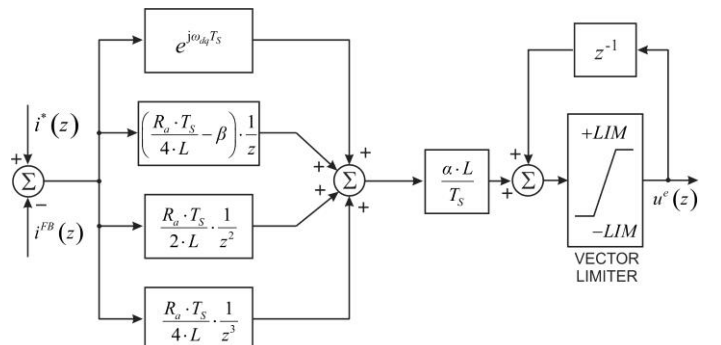 e^{jω_{dq}T_S}
z^{-1}
i^*(z)
(R_a · T_S / 4 · L − β) · 1/z
+LIM
+
+
+
+
+
+
Σ
−
Σ
α · L / T_S
+
Σ
i^{FB}(z)
R_a · T_S / 2 · L · 1/z^2
+
−LIM
u^e(z)
VECTOR
LIMITER
R_a · T_S / 4 · L · 1/z^3